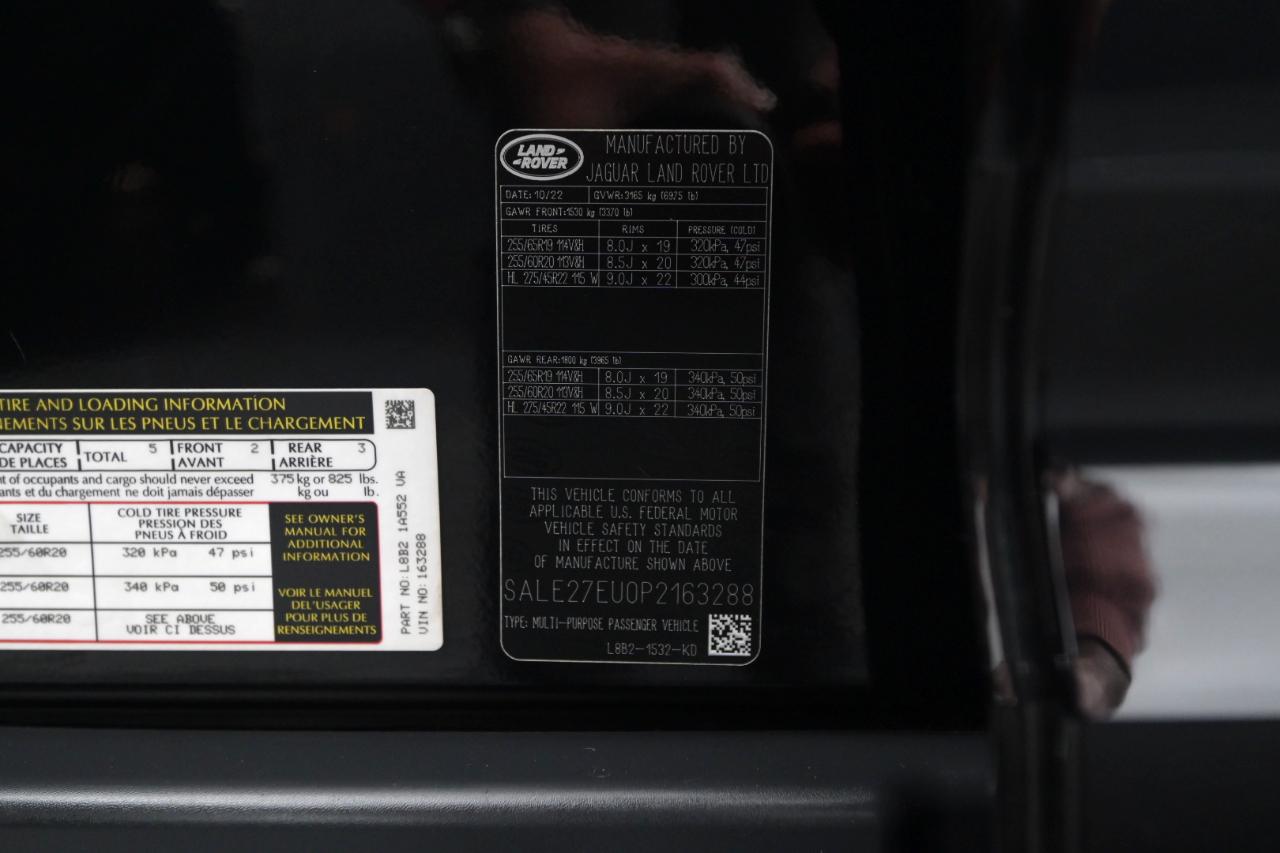 LAND ROVER
MANUFACTURED BY
JAGUAR LAND ROVER LTD
DATE: 10/22 GVWR:3165 kg (6975 lb)
GAWR FRONT:1530 kg (3370 lb)
TIRES RIMS PRESSURE (COLD)
255/65R19 114V&H 8.0J x 19 320kPa, 47psi
255/60R20 113V&H 8.5J x 20 320kPa, 47psi
HL 275/45R22 115 W 9.0J x 22 300kPa, 44psi
GAWR REAR:1800 kg (3965 lb)
255/65R19 114V&H 8.0J x 19 340kPa, 50psi
255/60R20 113V&H 8.5J x 20 340kPa, 50psi
HL 275/45R22 115 W 9.0J x 22 340kPa, 50psi
THIS VEHICLE CONFORMS TO ALL
APPLICABLE U.S. FEDERAL MOTOR
VEHICLE SAFETY STANDARDS
IN EFFECT ON THE DATE
OF MANUFACTURE SHOWN ABOVE
SALE27EU0P2163288
TYPE: MULTI-PURPOSE PASSENGER VEHICLE
L8B2-1532-KD
TIRE AND LOADING INFORMATION
NEMENTS SUR LES PNEUS ET LE CHARGEMENT
CAPACITY TOTAL 5 FRONT 2 REAR 3
DE PLACES AVANT ARRIÈRE
t of occupants and cargo should never exceed 375 kg or 825 lbs.
ants et du chargement ne doit jamais dépasser kg ou lb.
SIZE
TAILLE
COLD TIRE PRESSURE
PRESSION DES
PNEUS À FROID
255/60R20 320 kPa 47 psi
255/60R20 340 kPa 50 psi
255/60R20 SEE ABOVE
VOIR CI DESSUS
SEE OWNER'S
MANUAL FOR
ADDITIONAL
INFORMATION
VOIR LE MANUEL
DEL'USAGER
POUR PLUS DE
RENSEIGNEMENTS
PART NO: L8B2 1A552 VA
VIN NO: 163288